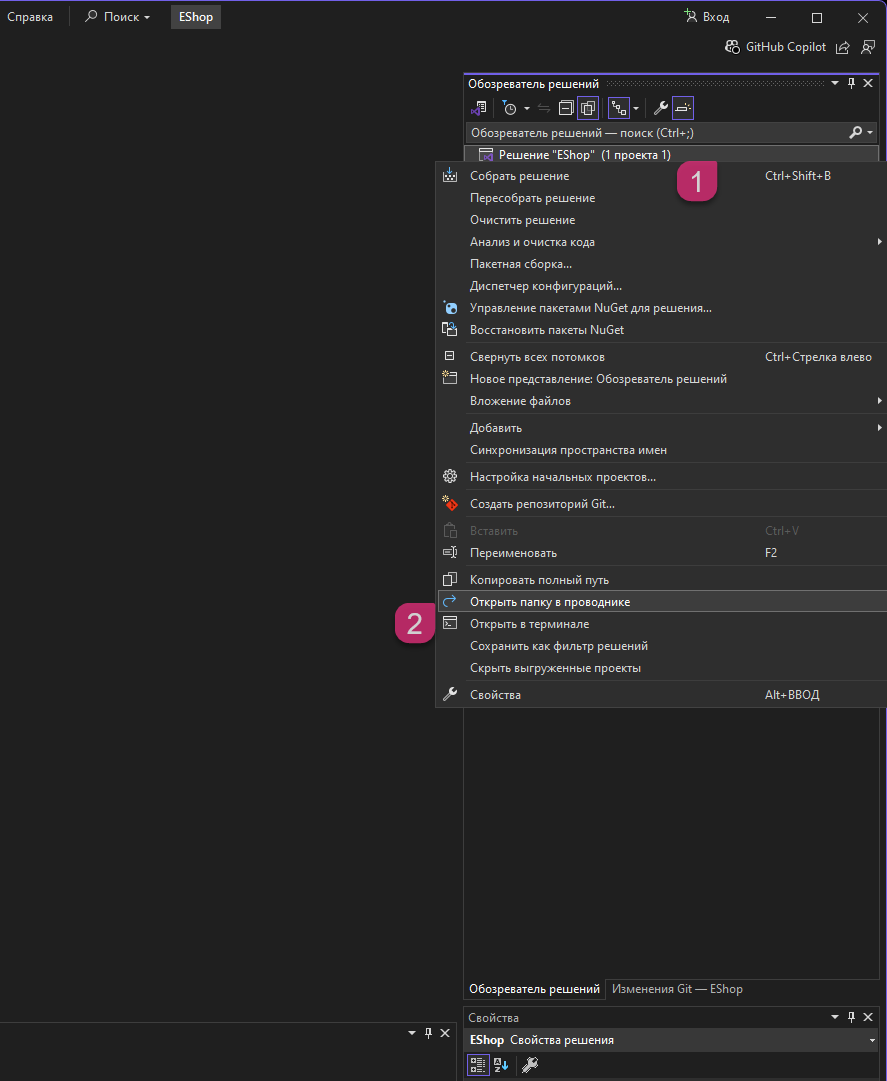 Справка
Поиск
EShop
Вход
GitHub Copilot
Обозреватель решений
Обозреватель решений — поиск (Ctrl+;)
Решение "EShop" (1 проекта 1)
1
Собрать решение Ctrl+Shift+B
Пересобрать решение
Очистить решение
Анализ и очистка кода
Пакетная сборка...
Диспетчер конфигураций...
Управление пакетами NuGet для решения...
Восстановить пакеты NuGet
Свернуть всех потомков Ctrl+Стрелка влево
Новое представление: Обозреватель решений
Вложение файлов
Добавить
Синхронизация пространства имен
Настройка начальных проектов...
Создать репозиторий Git...
Вставить Ctrl+V
Переименовать F2
Копировать полный путь
Открыть папку в проводнике
2
Открыть в терминале
Сохранить как фильтр решений
Скрыть выгруженные проекты
Свойства Alt+ВВОД
Обозреватель решений
Изменения Git — EShop
Свойства
EShop Свойства решения